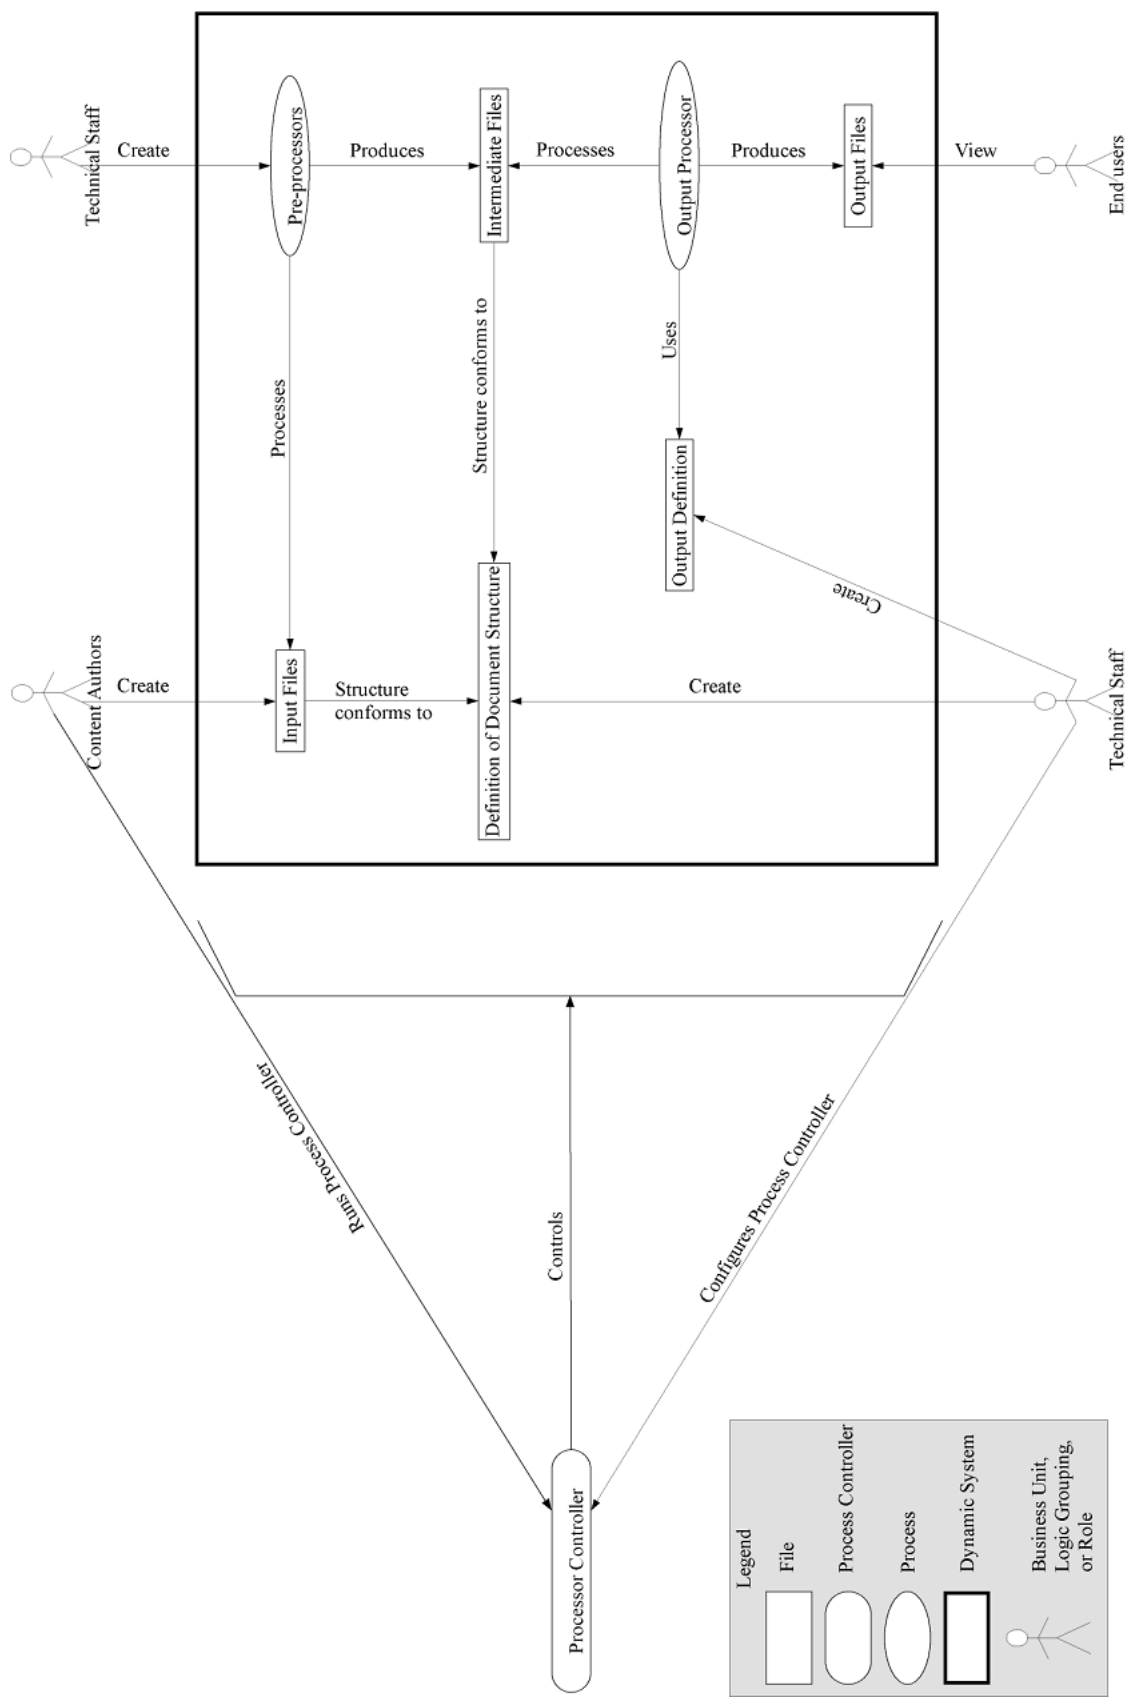 Technical Staff
Create
Pre-processors
Produces
Intermediate Files
Processes
Output Processor
Produces
Output Files
View
End users
Processes
Structure conforms to
Uses
Output Definition
Create
Content Authors
Create
Input Files
Structure
conforms to
Definition of Document Structure
Create
Technical Staff
Runs Process Controller
Controls
Configures Process Controller
Processor Controller
Legend
File
Process Controller
Process
Dynamic System
Business Unit,
Logic Grouping,
or Role